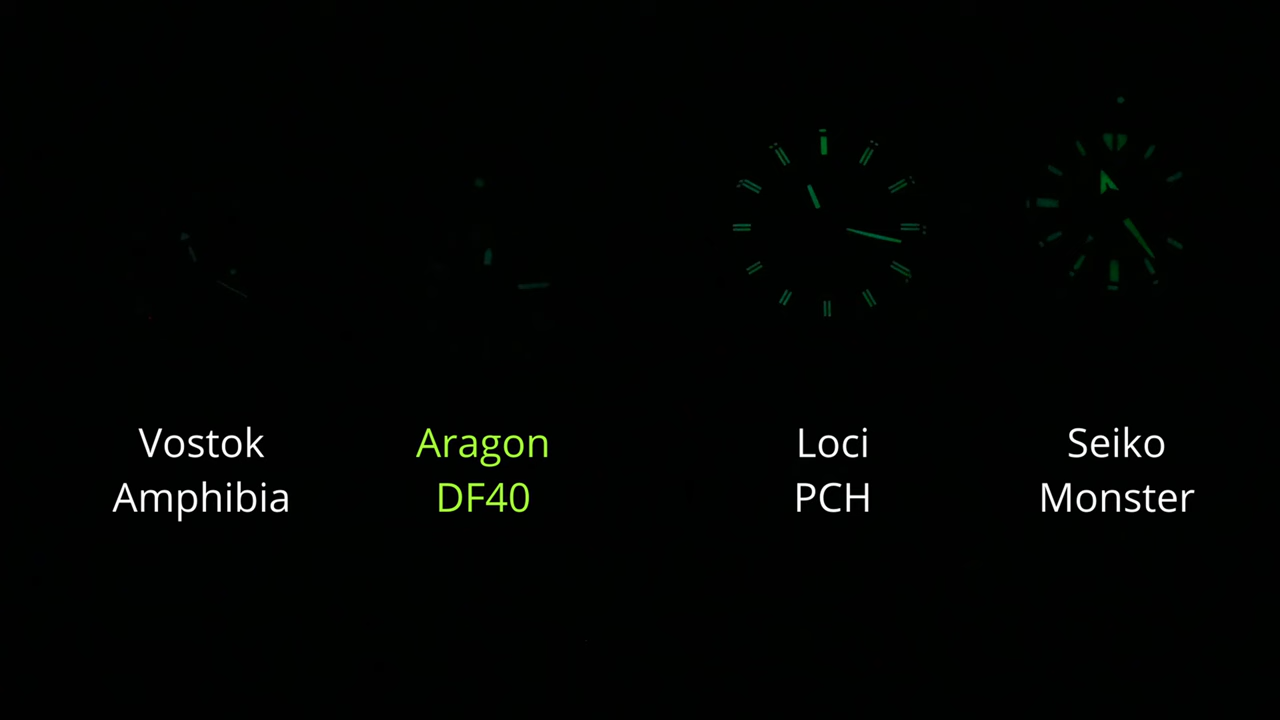 Vostok
Amphibia
Aragon
DF40
Loci
PCH
Seiko
Monster